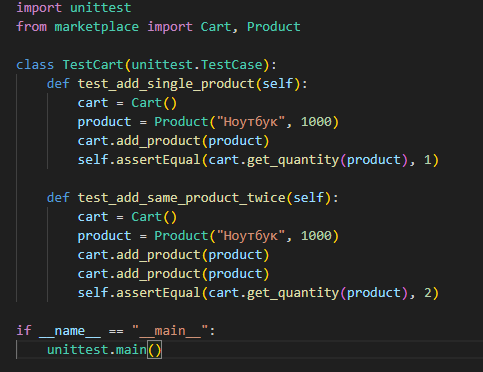 import unittest
from marketplace import Cart, Product

class TestCart(unittest.TestCase):
    def test_add_single_product(self):
        cart = Cart()
        product = Product("Ноутбук", 1000)
        cart.add_product(product)
        self.assertEqual(cart.get_quantity(product), 1)

    def test_add_same_product_twice(self):
        cart = Cart()
        product = Product("Ноутбук", 1000)
        cart.add_product(product)
        cart.add_product(product)
        self.assertEqual(cart.get_quantity(product), 2)

if __name__ == "__main__":
    unittest.main()